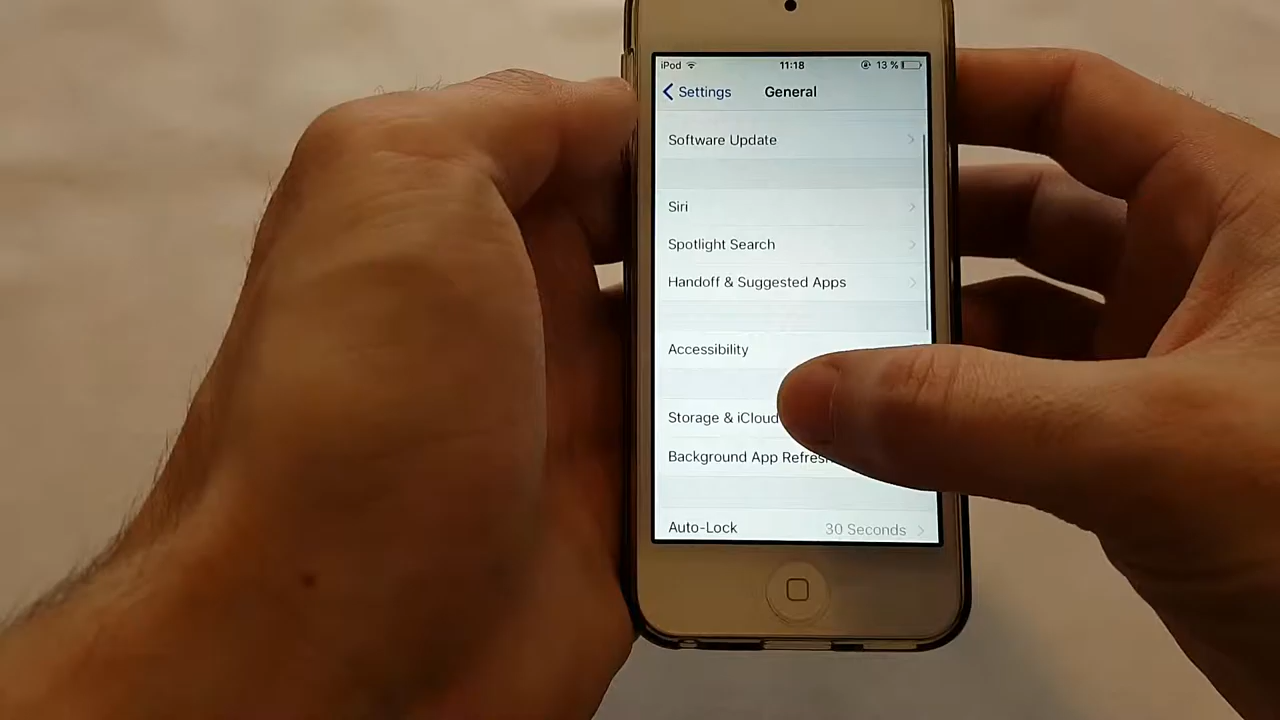 iPod 11:18 13 %
Settings General
Software Update
Siri
Spotlight Search
Handoff & Suggested Apps
Accessibility
Storage & iCloud
Background App Refresh
Auto-Lock 30 Seconds